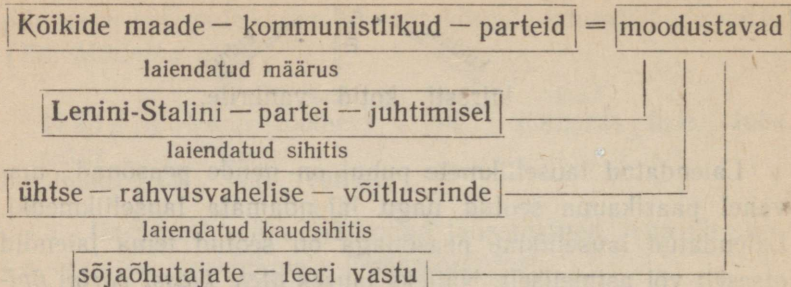 Kõikide maade — kommunistlikud — parteid = moodustavad
laiendatud määrus
Lenini-Stalini — partei — juhtimisel
laiendatud sihitis
ühtse — rahvusvahelise — võitlusrinde
laiendatud kaudsihitis
sõjaõhutajate — leeri vastu